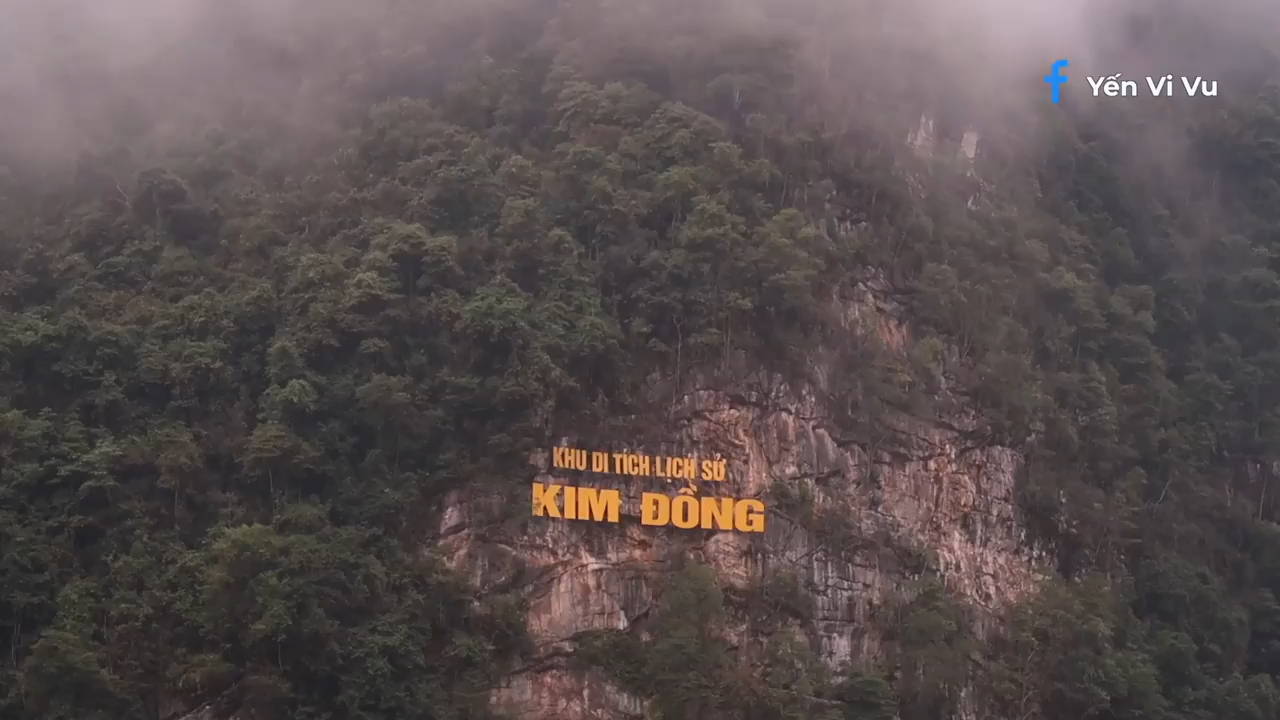 Yến Vi Vu
KHU DI TÍCH LỊCH SỬ
KIM ĐỒNG